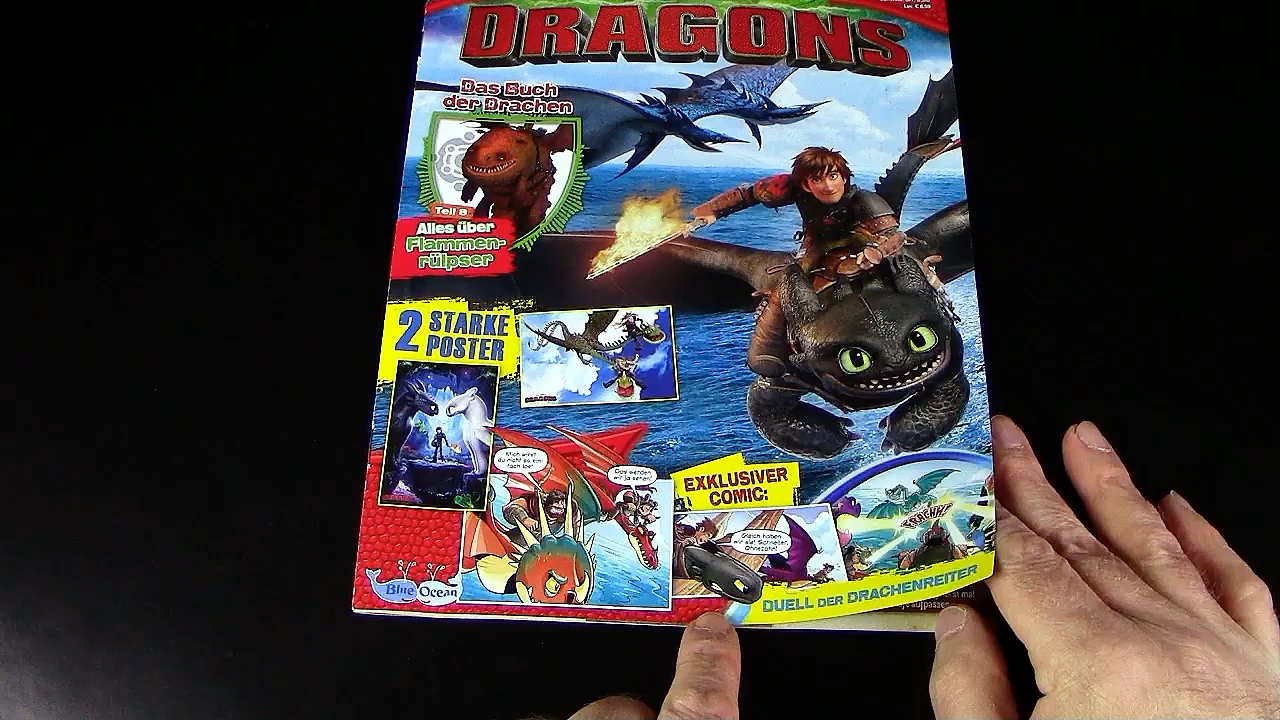 DRAGONS
Das Buch
der Drachen
Teil 8
Alles über
Flammen-
rülpser
2 STARKE
POSTER
Mich wirst
du nicht so ein-
fach los!
Das werden
wir ja sehen!
EXKLUSIVER
COMIC:
Gleich haben
wir sie! Schneller,
Ohnezahn!
DUELL DER DRACHENREITER
Blue Ocean